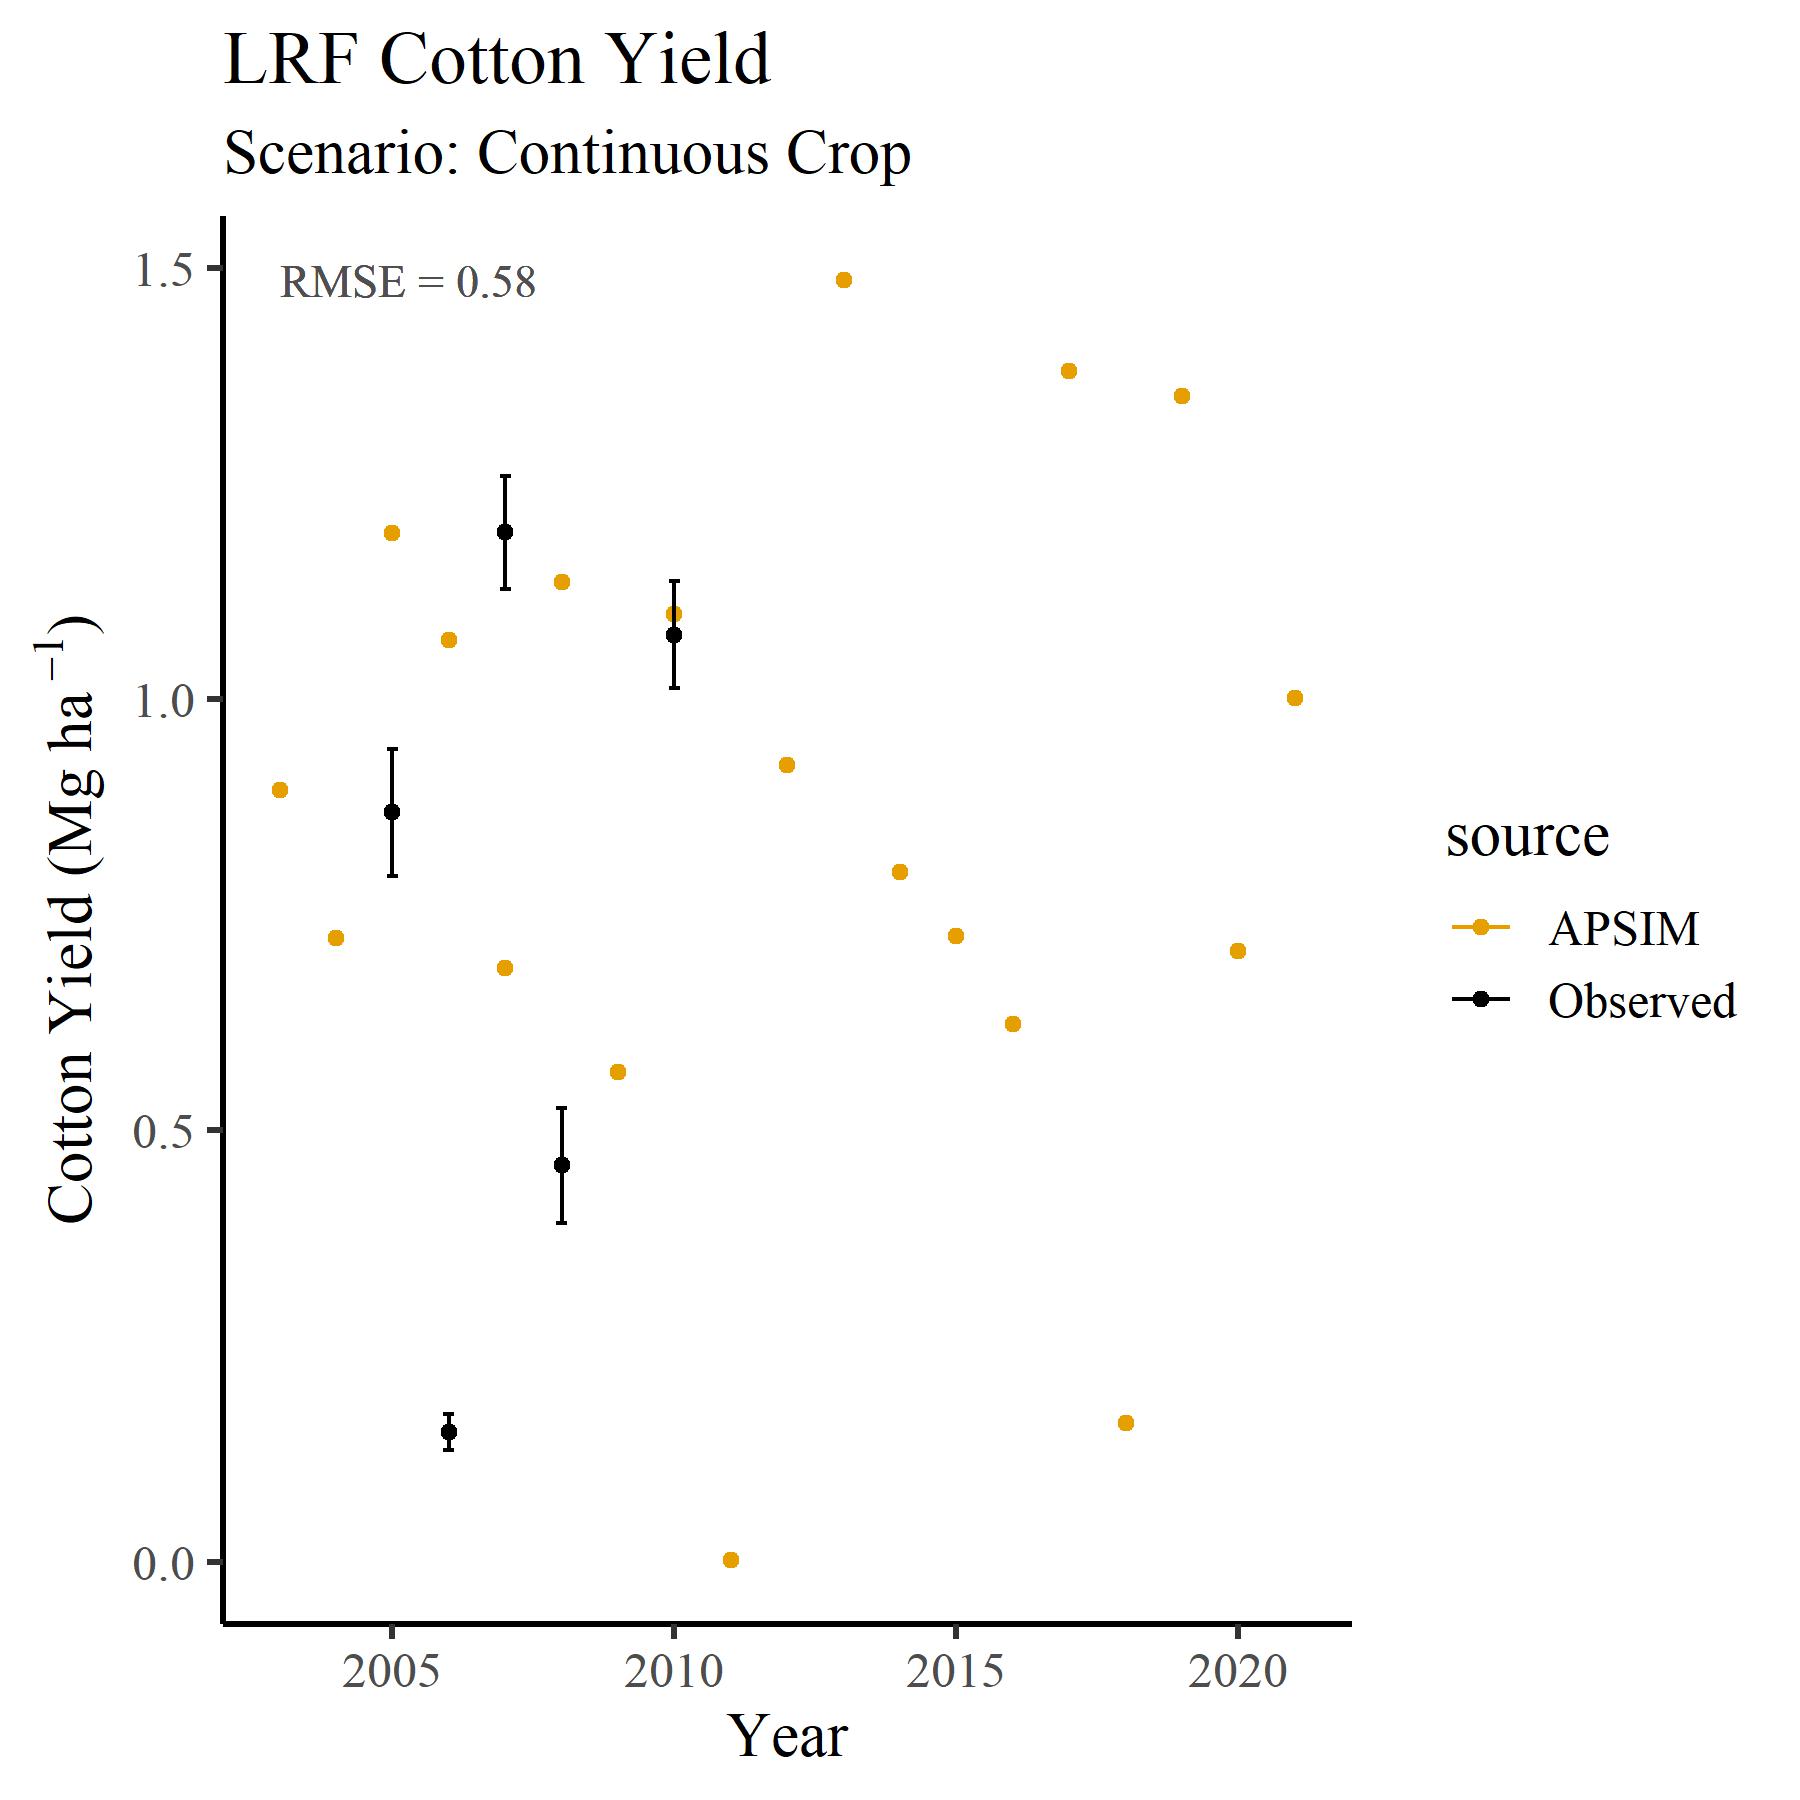 LRF Cotton Yield
Scenario: Continuous Crop
RMSE = 0.58
1.5
1.0
0.5
0.0
Cotton Yield (Mg ha⁻¹)
2005 2010 2015 2020
Year
source
APSIM
Observed